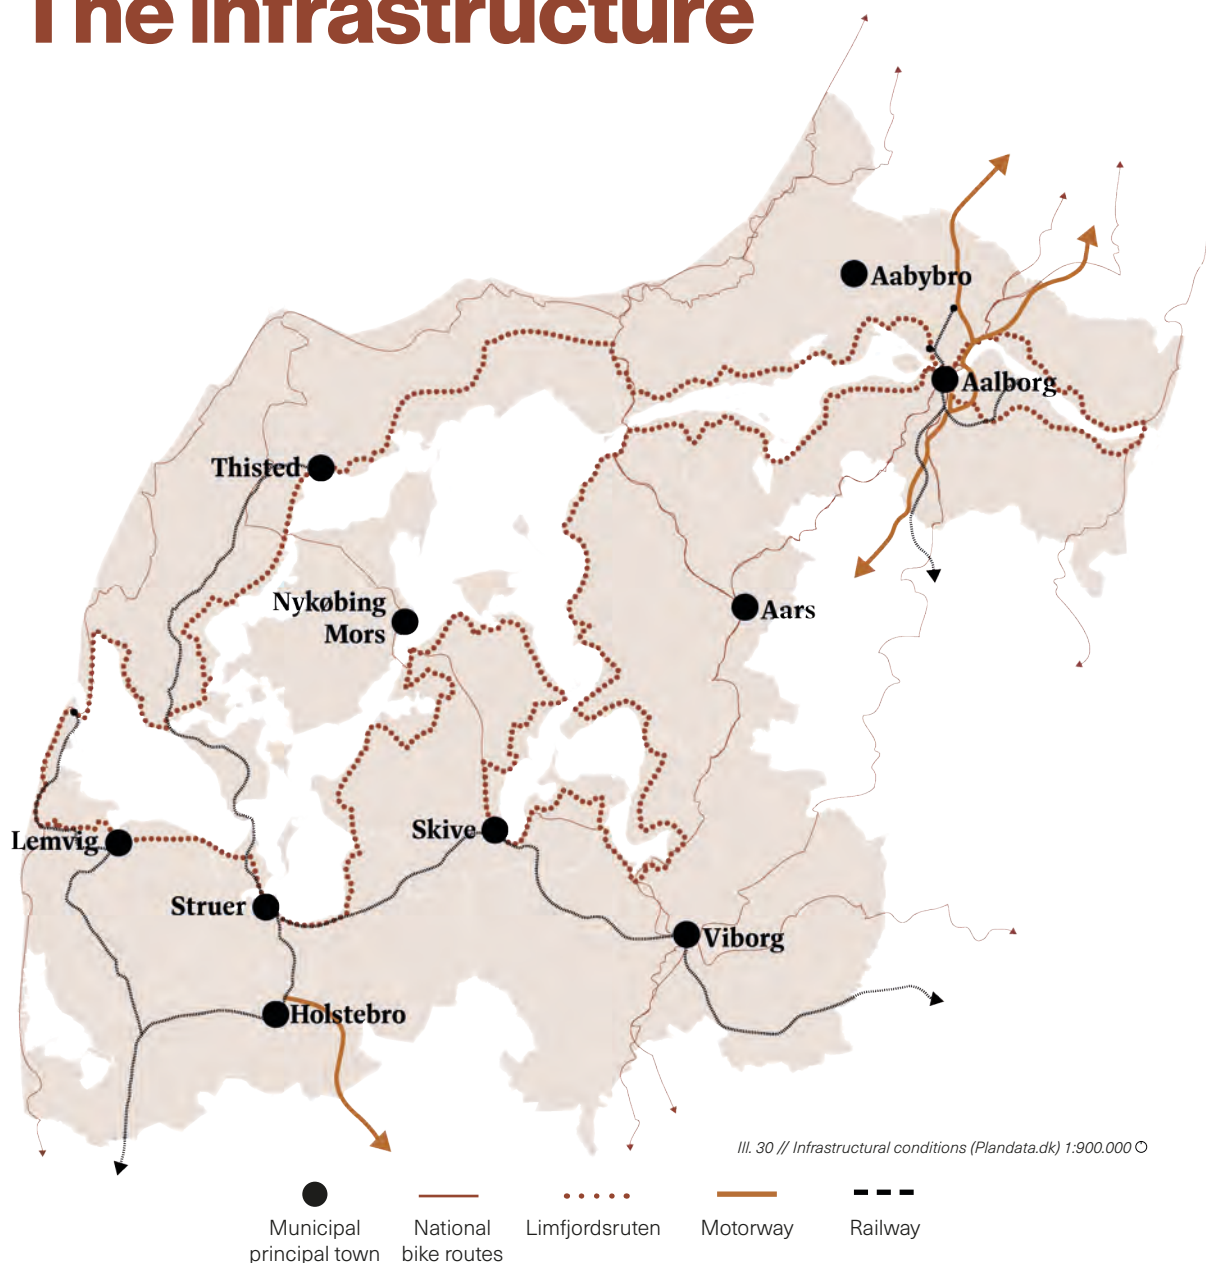 The Infrastructure
Aabybro
Aalborg
Thisted
Nykøbing
Mors
Aars
Lemvig
Skive
Struer
Viborg
Holstebro
Ill. 30 // Infrastructural conditions (Plandata.dk) 1:900.000
Municipal
principal town
National
bike routes
Limfjordsruten
Motorway
Railway